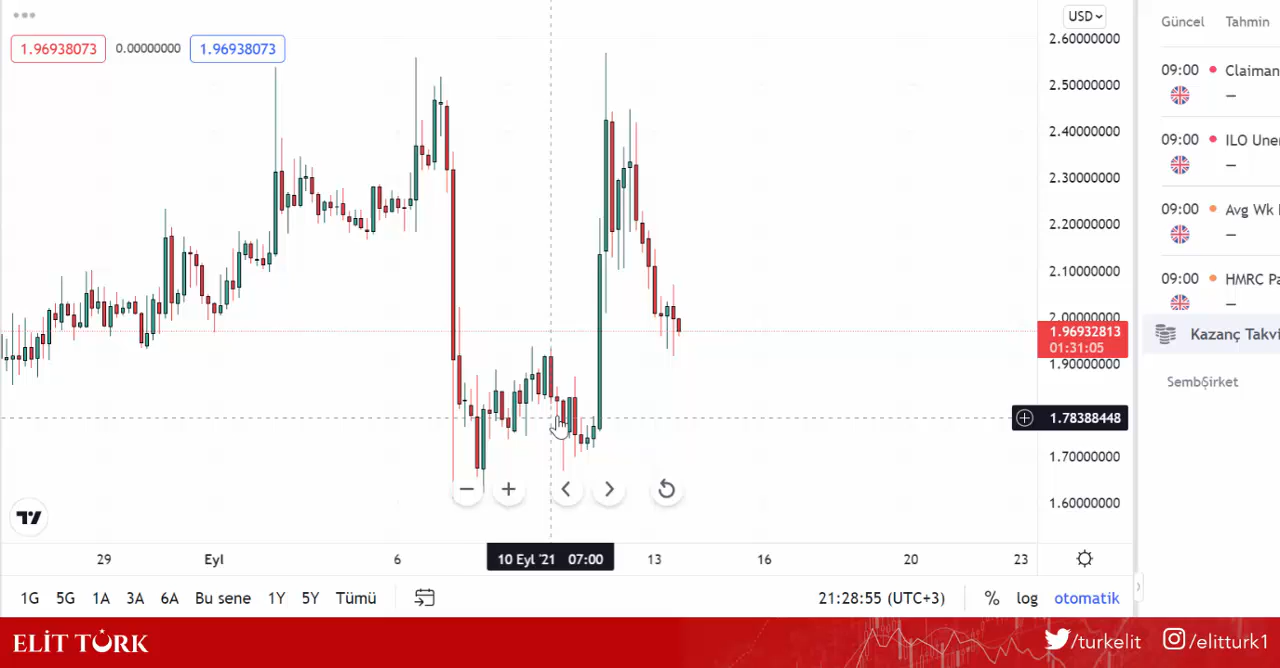 USD
1.96938073 0.00000000 1.96938073
2.60000000
2.50000000
2.40000000
2.30000000
2.20000000
2.10000000
2.00000000
1.96932813
01:31:05
1.90000000
1.78388448
1.70000000
1.60000000
29 Eyl 6 10 Eyl '21 07:00 13 16 20 23
1G 5G 1A 3A 6A Bu sene 1Y 5Y Tümü 21:28:55 (UTC+3) % log otomatik
Güncel Tahmin
09:00 Claiman
–
09:00 ILO Une
–
09:00 Avg Wk
–
09:00 HMRC Pa
–
Kazanç Takvi
SembŞirket
ELİT TÜRK /turkelit /elitturk1